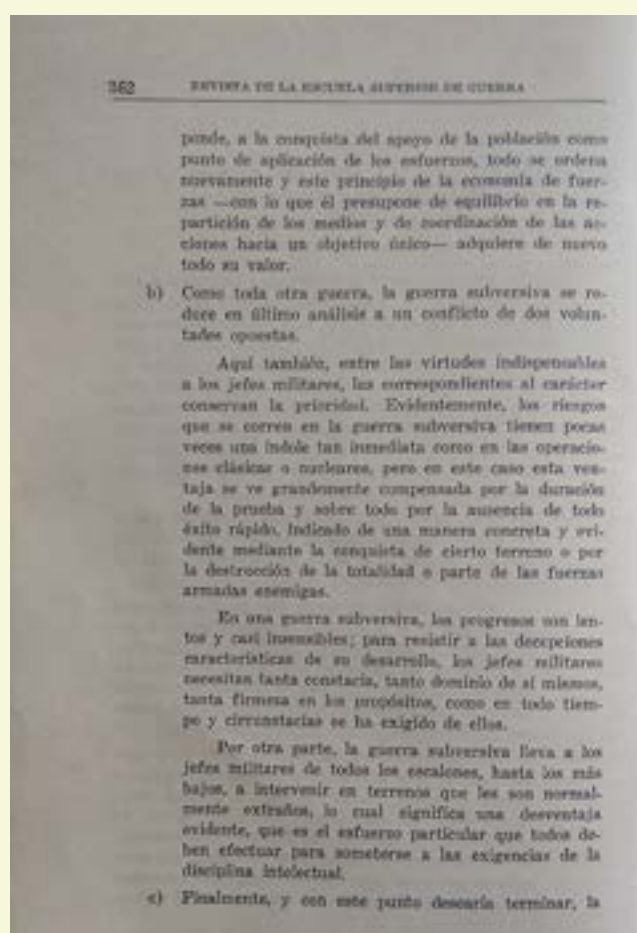 362 REVISTA DE LA ESCUELA SUPERIOR DE GUERRA
ponde, a la conquista del apoyo de la población como
punto de aplicación de los esfuerzos, todo se ordena
nuevamente y este principio de la economía de fuer-
zas —con lo que él presupone de equilibrio en la re-
partición de los medios y de coordinación de las ac-
ciones hacia un objetivo único— adquiere de nuevo
todo su valor.
b) Como toda otra guerra, la guerra subversiva se re-
duce en último análisis a un conflicto de dos volun-
tades opuestas.
Aquí también, entre las virtudes indispensables
a los jefes militares, las correspondientes al carácter
conservan la prioridad. Evidentemente, los riesgos
que se corren en la guerra subversiva tienen pocas
veces una índole tan inmediata como en las operacio-
nes clásicas o nucleares, pero en este caso esta ven-
taja se ve grandemente compensada por la duración
de la prueba y sobre todo por la ausencia de todo
éxito rápido, indicado de una manera concreta y evi-
dente mediante la conquista de cierto terreno o por
la destrucción de la totalidad o parte de las fuerzas
armadas enemigas.
En una guerra subversiva, los progresos son len-
tos y casi insensibles; para resistir a las decepciones
características de su desarrollo, los jefes militares
necesitan tanta constacia, tanto dominio de sí mismos,
tanta firmeza en los propósitos, como en todo tiem-
po y circunstacias se ha exigido de ellos.
Por otra parte, la guerra subversiva lleva a los
jefes militares de todos los escalones, hasta los más
bajos, a intervenir en terrenos que les son normal-
mente extraños, lo cual significa una desventaja
evidente, que es el esfuerzo particular que todos de-
ben efectuar para someterse a las exigencias de la
disciplina intelectual.
c) Finalmente, y con este punto desearía terminar, la